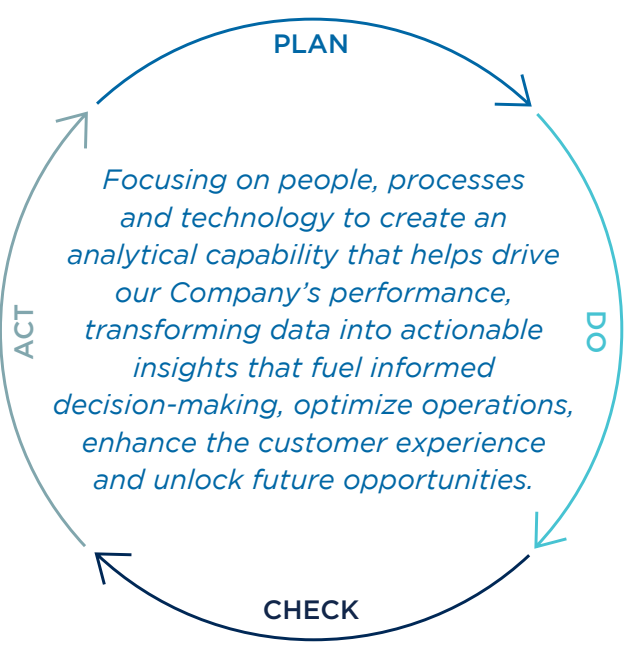 PLAN
Focusing on people, processes
and technology to create an
analytical capability that helps drive
our Company’s performance,
transforming data into actionable
insights that fuel informed
decision-making, optimize operations,
enhance the customer experience
and unlock future opportunities.
DO
CHECK
ACT